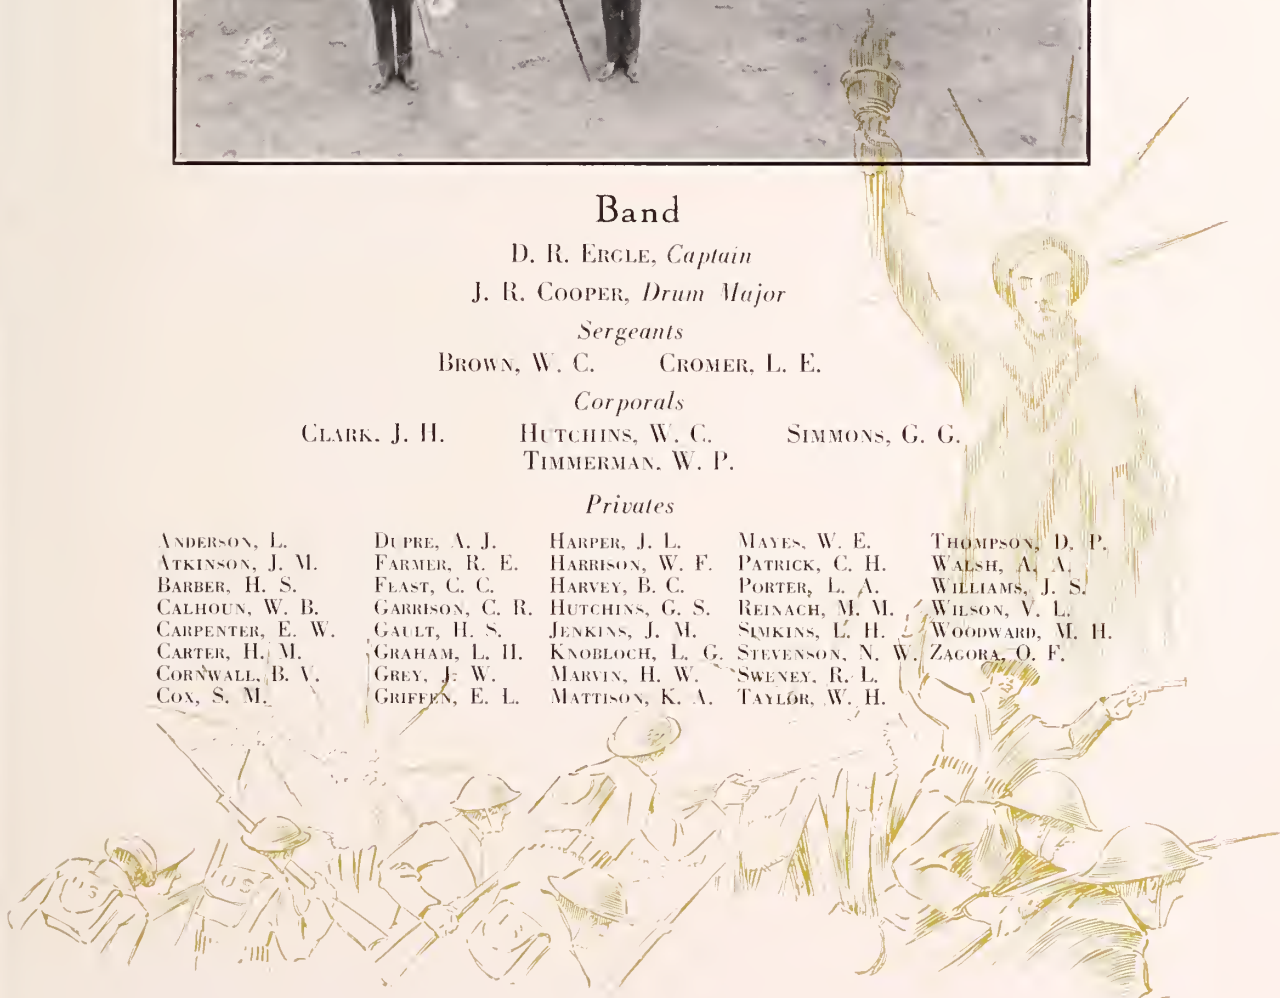 Band
D. R. Ergle, Captain
J. R. Cooper, Drum Major
Sergeants
Brown, W. C. Cromer, L. E.
Corporals
Clark, J. H. Hutchins, W. C. Simmons, G. G.
Timmerman, W. P.
Privates
Anderson, L. Dupre, A. J. Harper, J. L. Mayes, W. E. Thompson, D. P.
Atkinson, J. M. Farmer, R. E. Harrison, W. F. Patrick, C. H. Walsh, A. A.
Barber, H. S. Feast, C. C. Harvey, B. C. Porter, L. A. Williams, J. S.
Calhoun, W. B. Garrison, C. R. Hutchins, G. S. Reinach, M. M. Wilson, V. L.
Carpenter, E. W. Gault, H. S. Jenkins, J. M. Simkins, L. H. Woodward, M. H.
Carter, H. M. Graham, L. H. Knobloch, L. G. Stevenson, N. W. Zagora, O. F.
Cornwall, B. V. Grey, J. W. Marvin, H. W. Sweney, R. L.
Cox, S. M. Griffen, E. L. Mattison, K. A. Taylor, W. H.
U S
U S